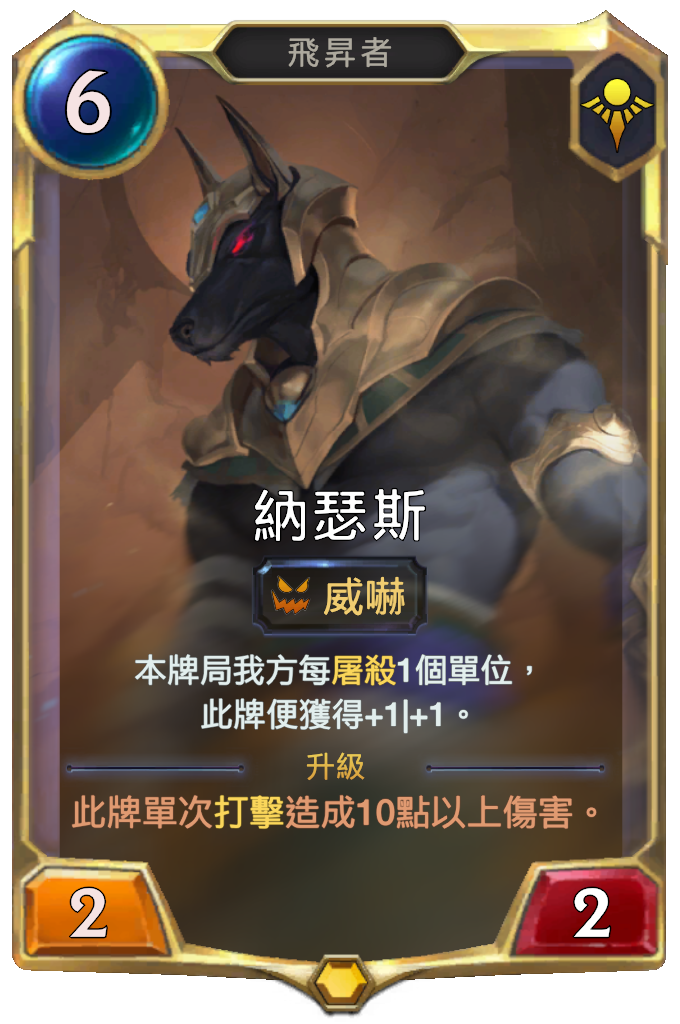 飛昇者
6
納瑟斯
威嚇
本牌局我方每屠殺1個單位，
此牌便獲得+1|+1。
升級
此牌單次打擊造成10點以上傷害。
2
2